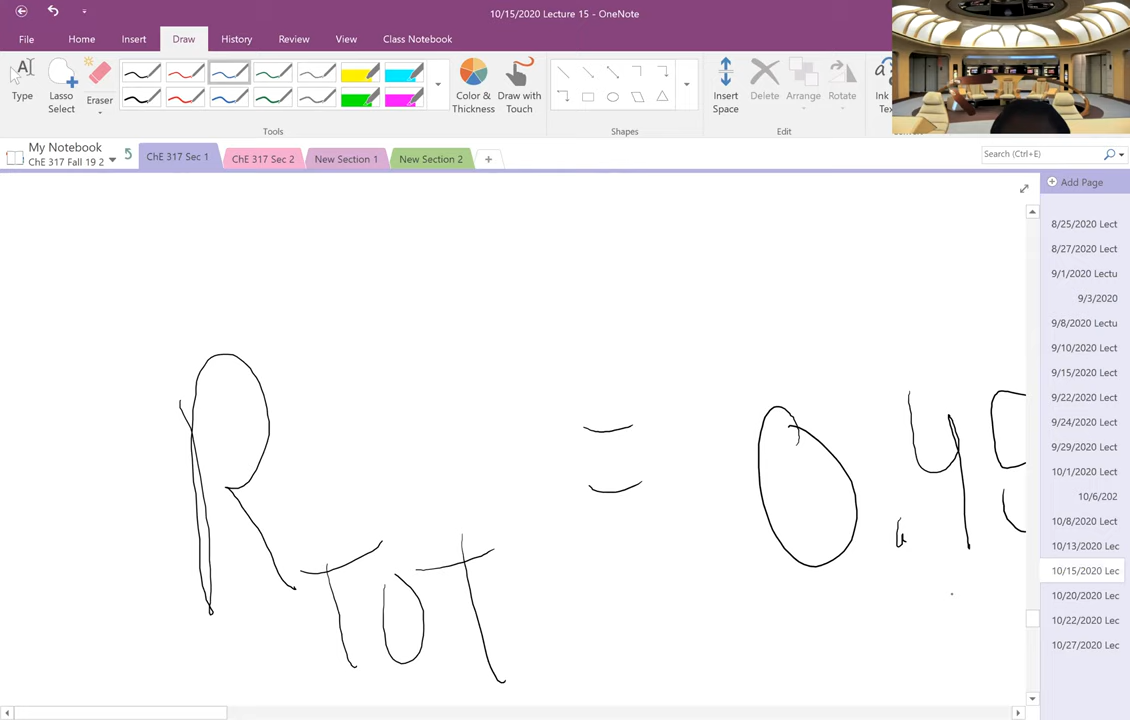 10/15/2020 Lecture 15 - OneNote
File Home Insert Draw History Review View Class Notebook
Type Lasso Select Eraser Color & Thickness Draw with Touch Insert Space Delete Arrange Rotate Ink
Tools Shapes Edit
My Notebook
ChE 317 Fall 19 2
ChE 317 Sec 1 ChE 317 Sec 2 New Section 1 New Section 2 +
Search (Ctrl+E)
Add Page
8/25/2020 Lect
8/27/2020 Lect
9/1/2020 Lectu
9/3/2020
9/8/2020 Lectu
9/10/2020 Lect
9/15/2020 Lect
9/22/2020 Lect
9/24/2020 Lect
9/29/2020 Lect
10/1/2020 Lect
10/6/202
10/8/2020 Lect
10/13/2020 Lec
10/15/2020 Lec
10/20/2020 Lec
10/22/2020 Lec
10/27/2020 Lec
R TOT = 0.4